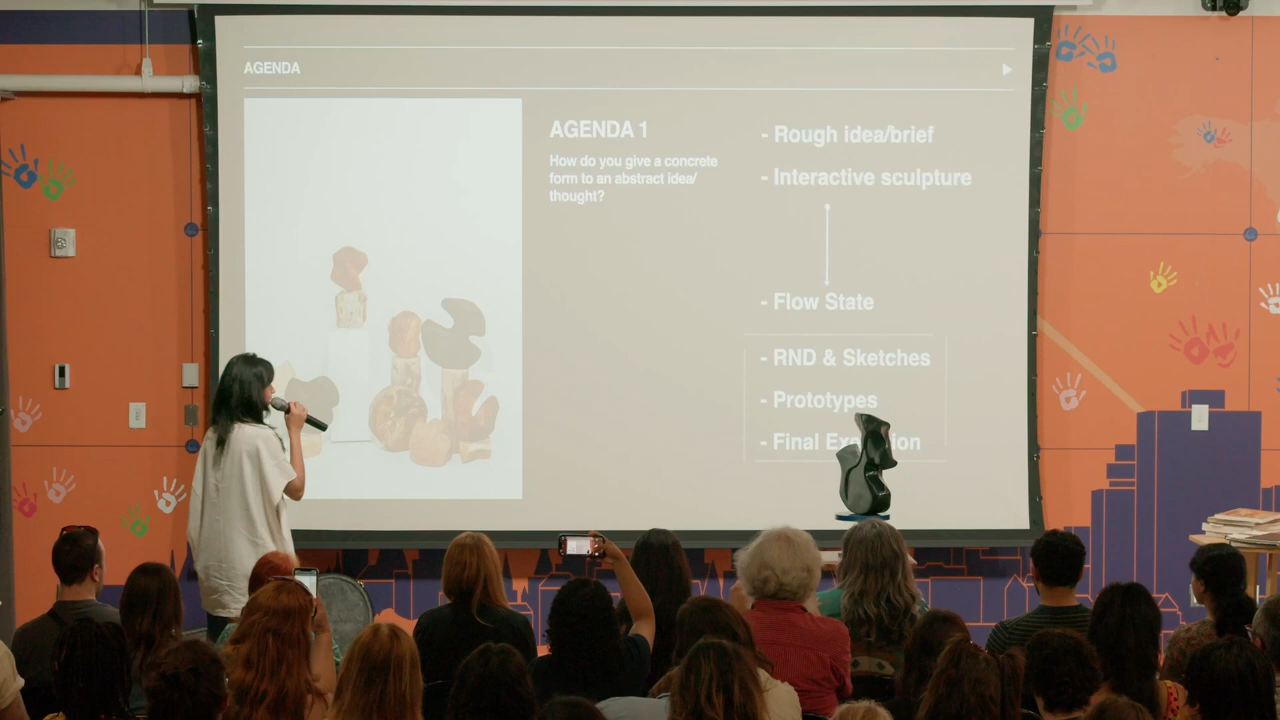 AGENDA
AGENDA 1
How do you give a concrete
form to an abstract idea/
thought?
- Rough idea/brief
- Interactive sculpture
- Flow State
- RND & Sketches
- Prototypes
- Final